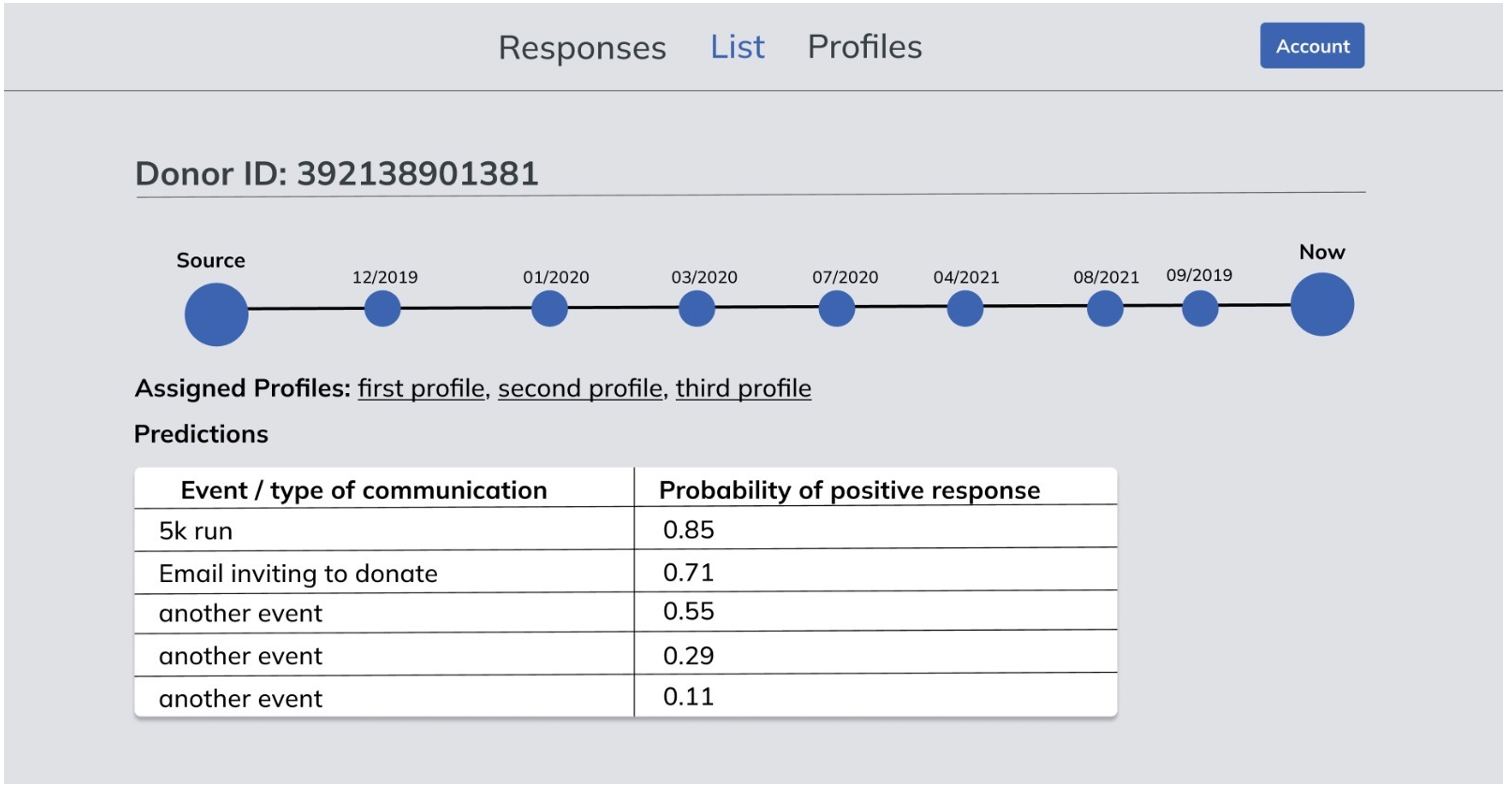 Responses List Profiles Account
Donor ID: 392138901381
Source 12/2019 01/2020 03/2020 07/2020 04/2021 08/2021 09/2019 Now
Assigned Profiles: first profile, second profile, third profile
Predictions
Event / type of communication Probability of positive response
5k run 0.85
Email inviting to donate 0.71
another event 0.55
another event 0.29
another event 0.11